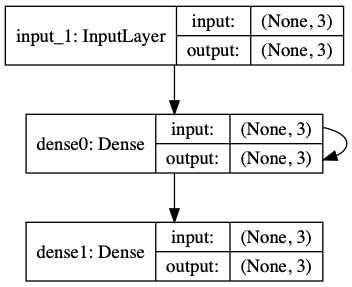 input_1: InputLayer
input: (None, 3)
output: (None, 3)
dense0: Dense
input: (None, 3)
output: (None, 3)
dense1: Dense
input: (None, 3)
output: (None, 3)